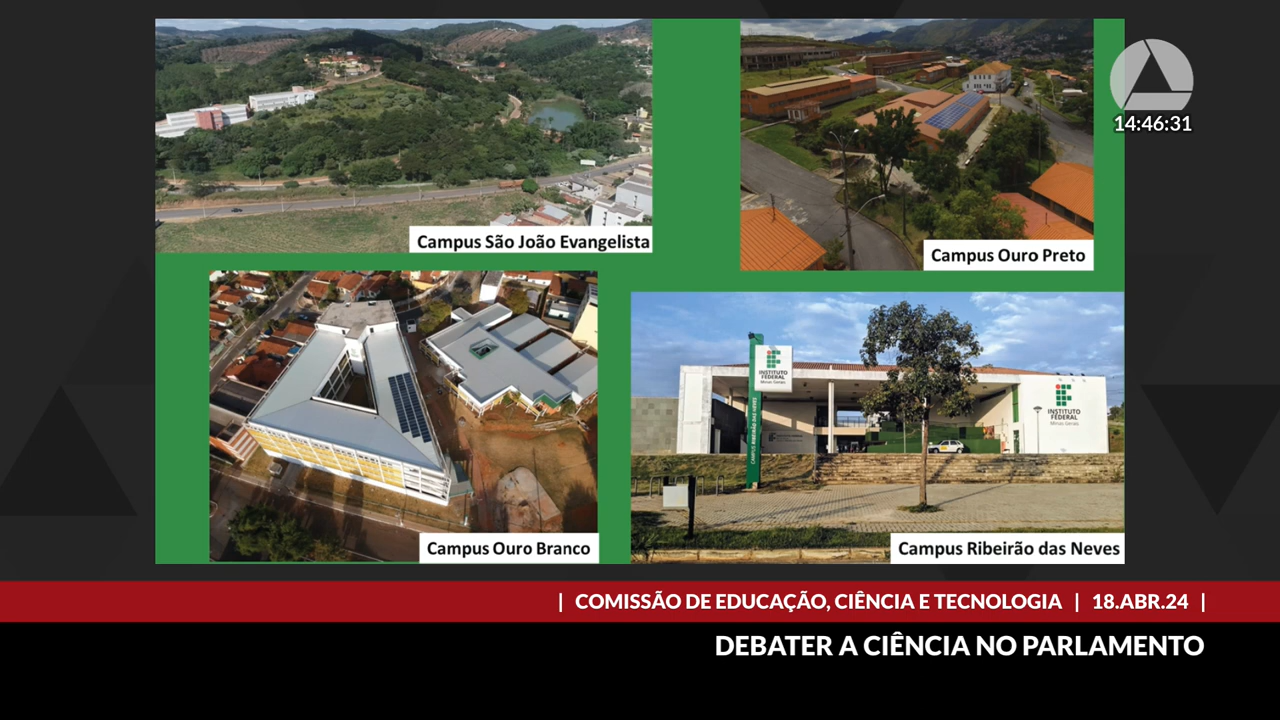 14:46:31
Campus São João Evangelista
Campus Ouro Preto
Campus Ouro Branco
INSTITUTO
FEDERAL
Minas Gerais
INSTITUTO
FEDERAL
Minas Gerais
Campus Ribeirão das Neves
| COMISSÃO DE EDUCAÇÃO, CIÊNCIA E TECNOLOGIA | 18.ABR.24 |
DEBATER A CIÊNCIA NO PARLAMENTO